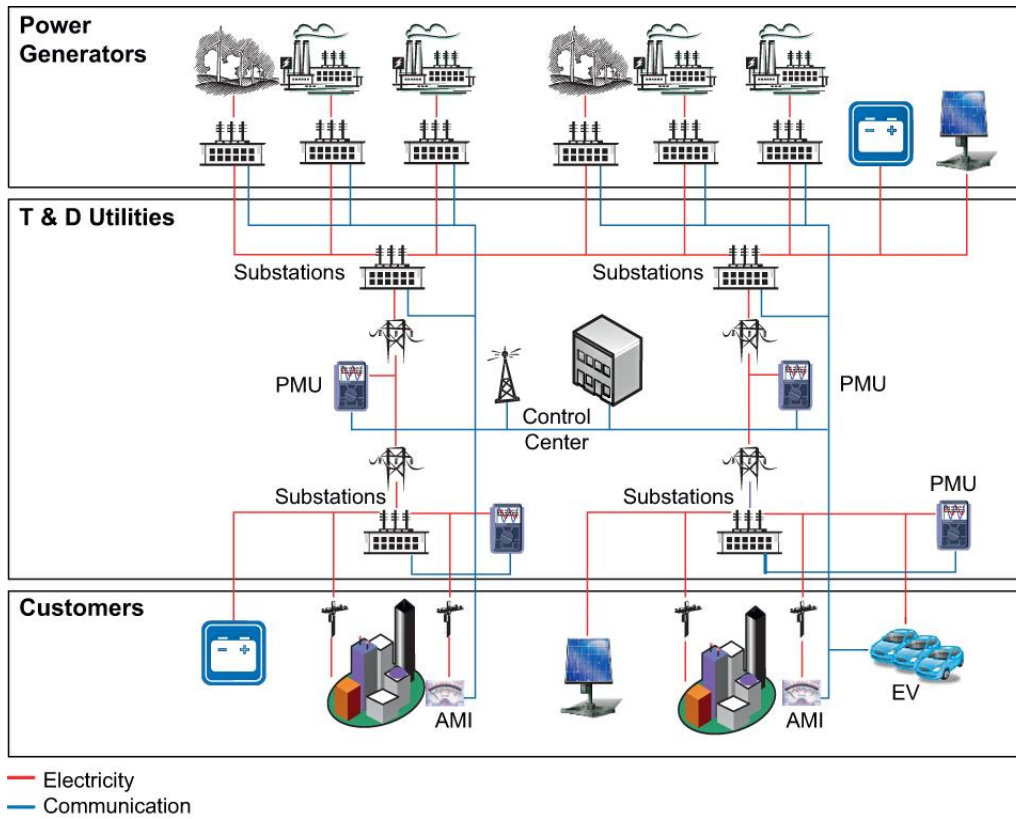 Power
Generators
T & D Utilities
Substations
Substations
PMU
PMU
Control
Center
Substations
Substations
PMU
Customers
AMI
AMI
EV
Electricity
Communication